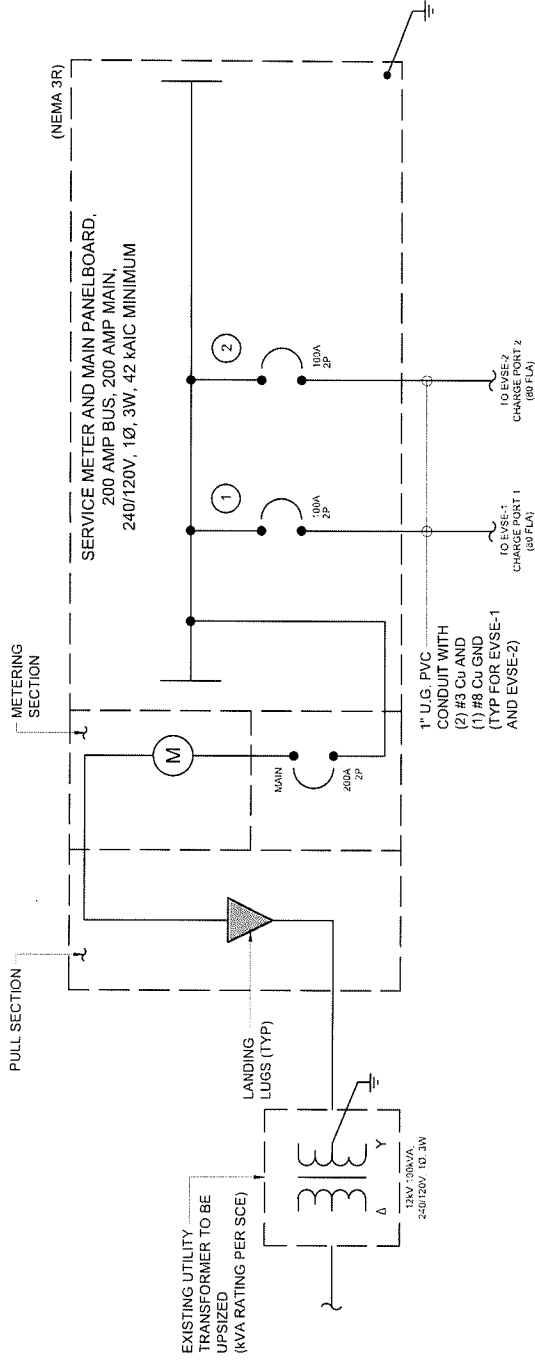 (NEMA 3R)
SERVICE METER AND MAIN PANELBOARD,
200 AMP BUS, 200 AMP MAIN,
240/120V, 1Ø, 3W, 42 kAIC MINIMUM
METERING
SECTION
PULL SECTION
M
MAIN
200A
2P
1
100A
2P
2
100A
2P
LANDING
LUGS (TYP)
EXISTING UTILITY
TRANSFORMER TO BE
UPSIZED
(kVA RATING PER SCE)
Δ
Y
12kV 100kVA,
240/120V, 1Ø, 3W
1" U.G. PVC
CONDUIT WITH
(2) #3 Cu AND
(1) #8 Cu GND
(TYP FOR EVSE-1
AND EVSE-2)
TO EVSE-1
CHARGE PORT 1
(80 FLA)
TO EVSE-2
CHARGE PORT 2
(80 FLA)